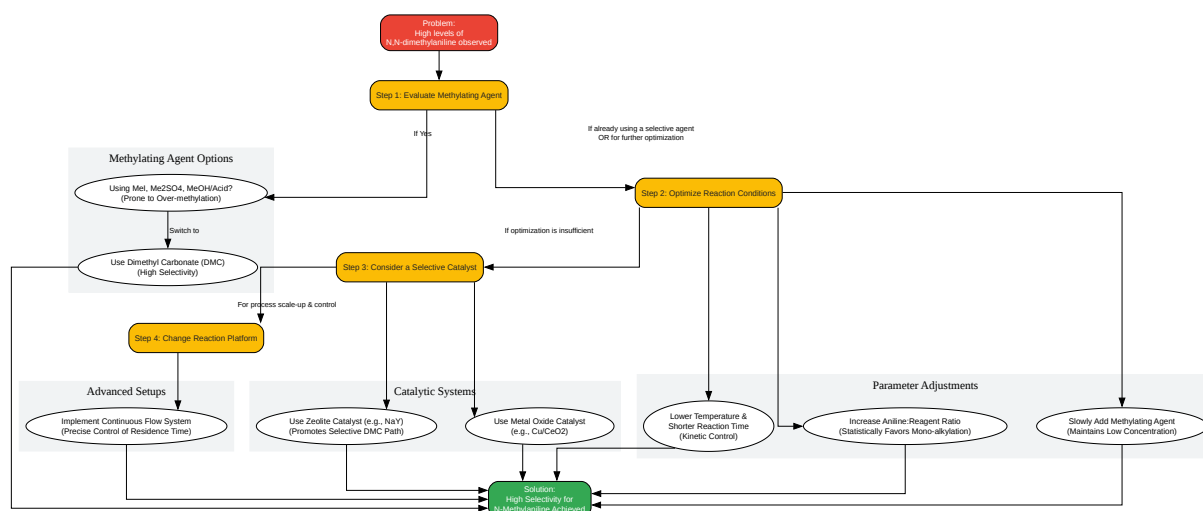 Problem:
High levels of
N,N-dimethylaniline observed
Step 1: Evaluate Methylating Agent
If Yes
If already using a selective agent
OR for further optimization
Methylating Agent Options
Using MeI, Me2SO4, MeOH/Acid?
(Prone to Over-methylation)
Step 2: Optimize Reaction Conditions
Switch to
If optimization is insufficient
Use Dimethyl Carbonate (DMC)
(High Selectivity)
Step 3: Consider a Selective Catalyst
For process scale-up & control
Step 4: Change Reaction Platform
Advanced Setups
Catalytic Systems
Parameter Adjustments
Implement Continuous Flow System
(Precise Control of Residence Time)
Use Zeolite Catalyst (e.g., NaY)
(Promotes Selective DMC Path)
Use Metal Oxide Catalyst
(e.g., Cu/CeO2)
Lower Temperature &
Shorter Reaction Time
(Kinetic Control)
Increase Aniline:Reagent Ratio
(Statistically Favors Mono-alkylation)
Slowly Add Methylating Agent
(Maintains Low Concentration)
Solution:
High Selectivity for
N-Methylaniline Achieved